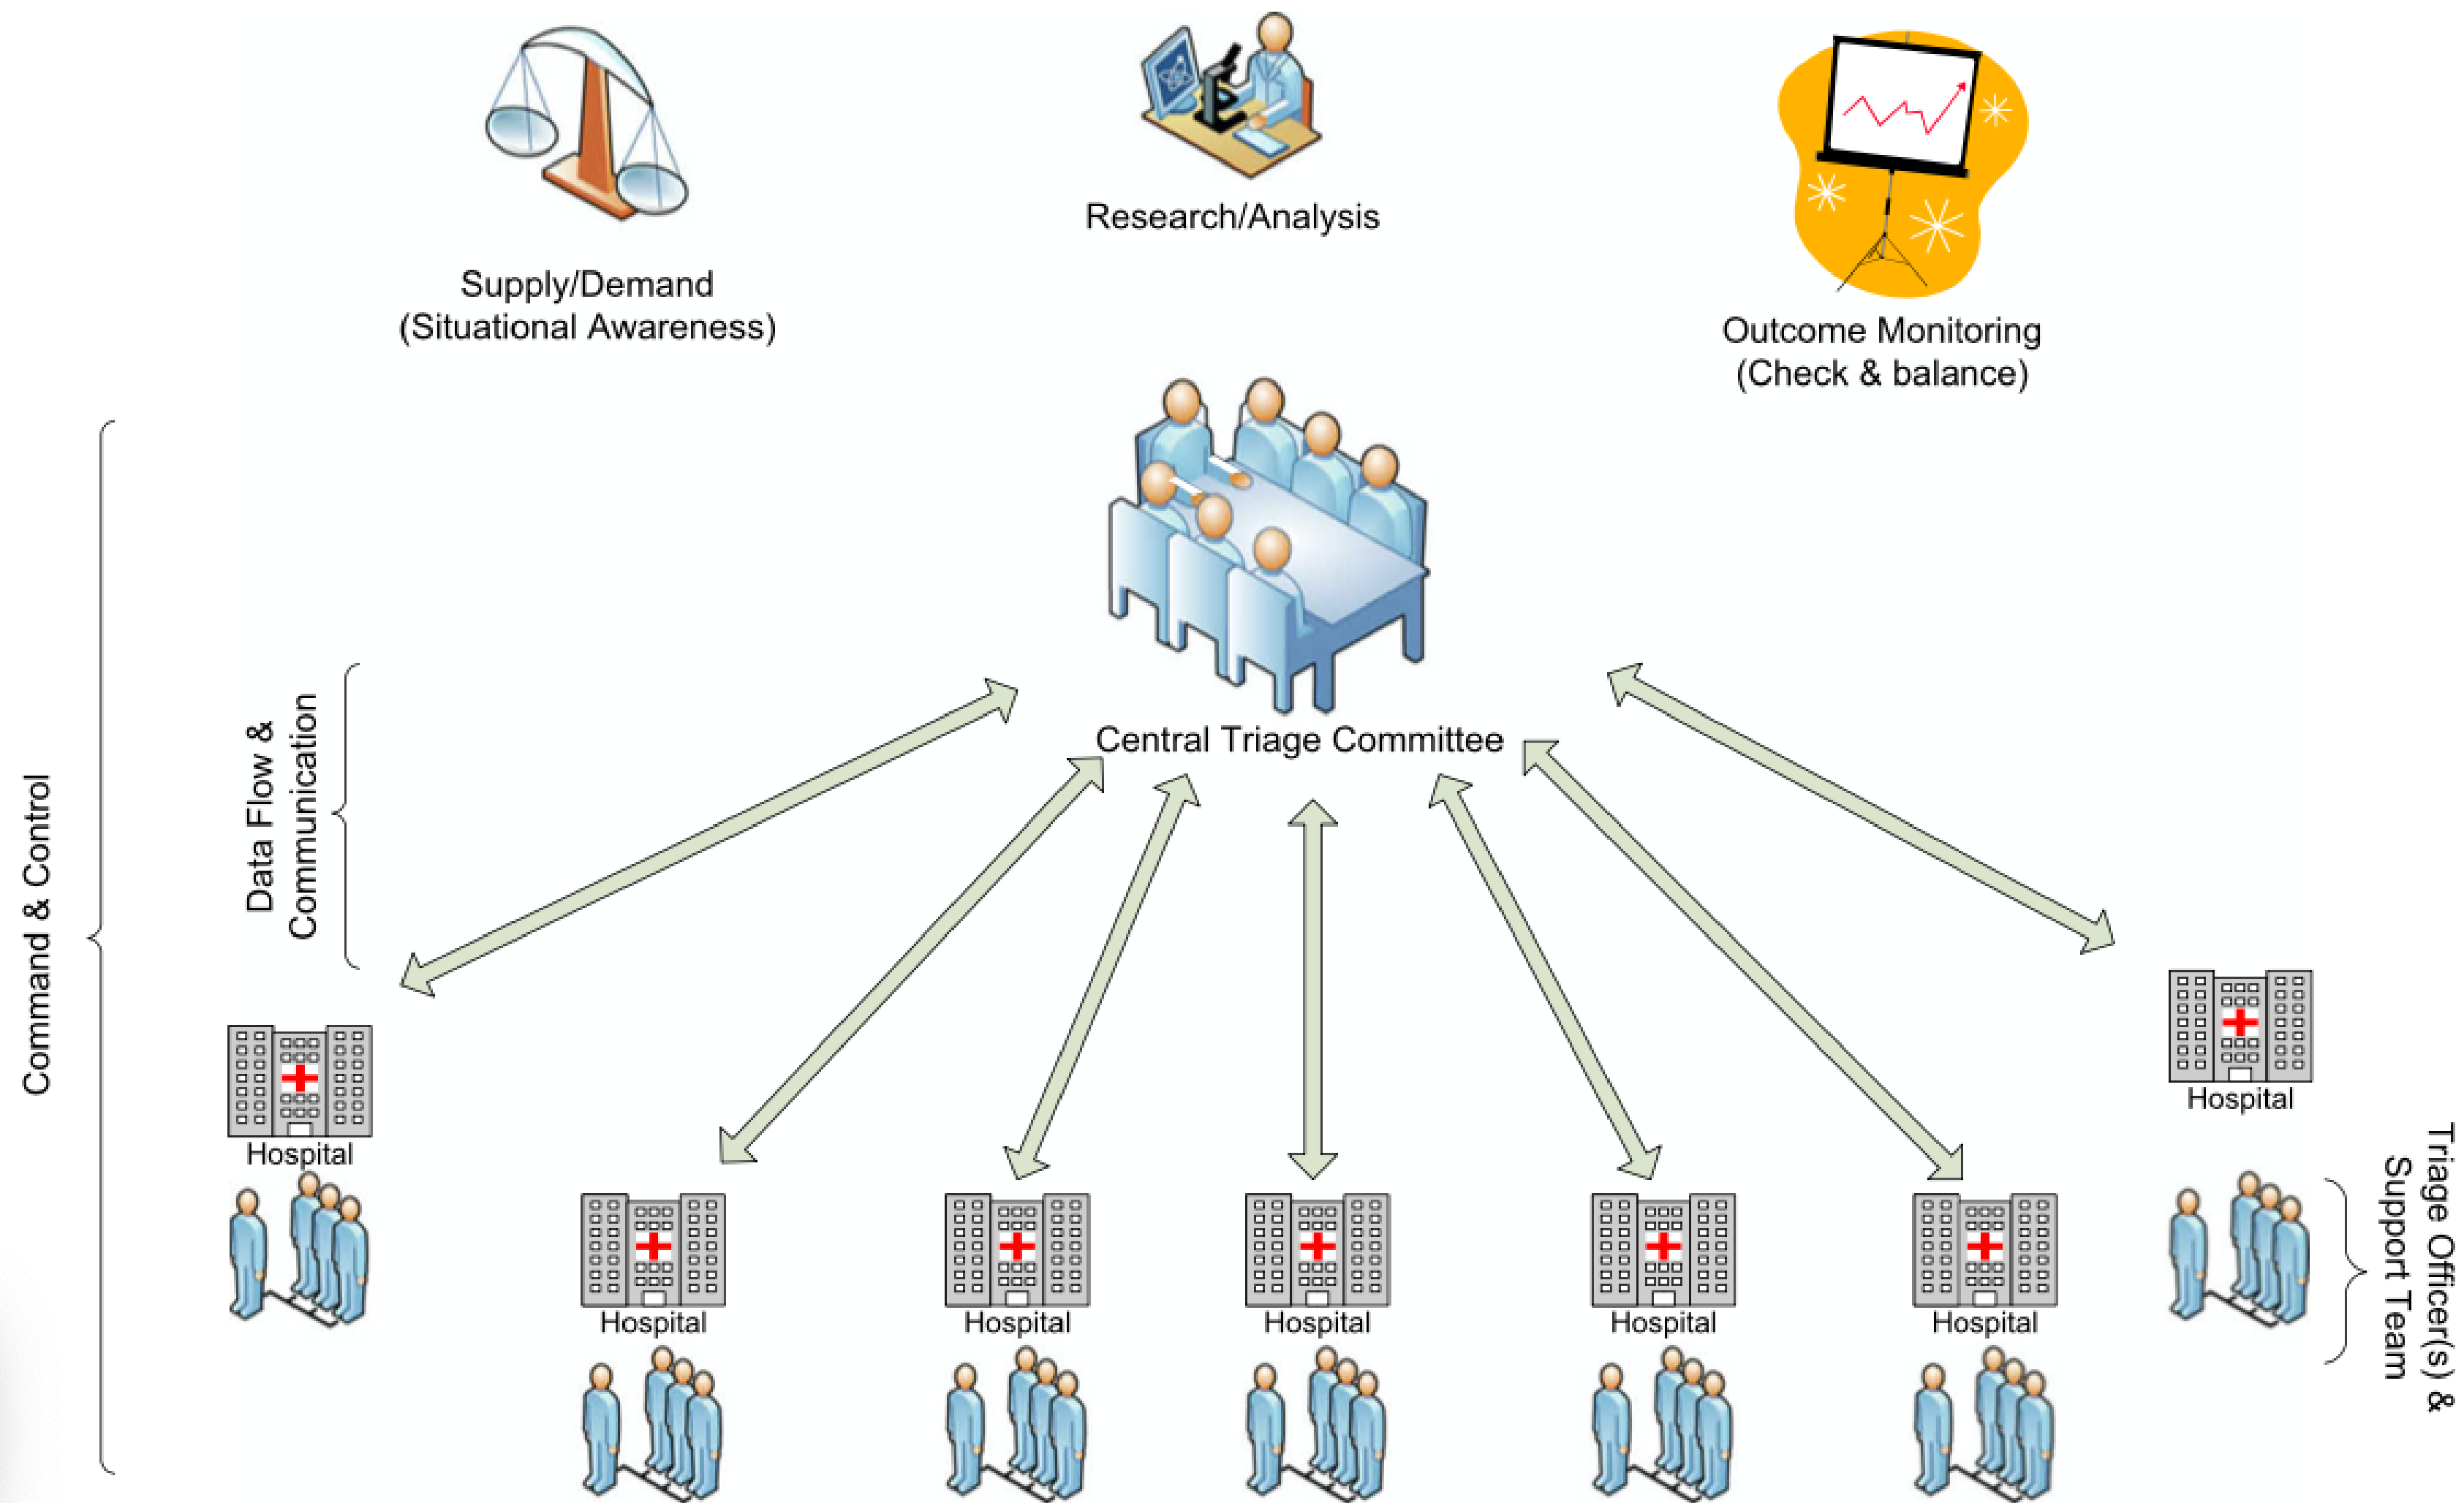 Research/Analysis
Supply/Demand
(Situational Awareness)
Outcome Monitoring
(Check & balance)
Central Triage Committee
Command & Control
Data Flow &
Communication
Hospital
Hospital
Hospital
Hospital
Hospital
Hospital
Hospital
Triage Officer(s) &
Support Team